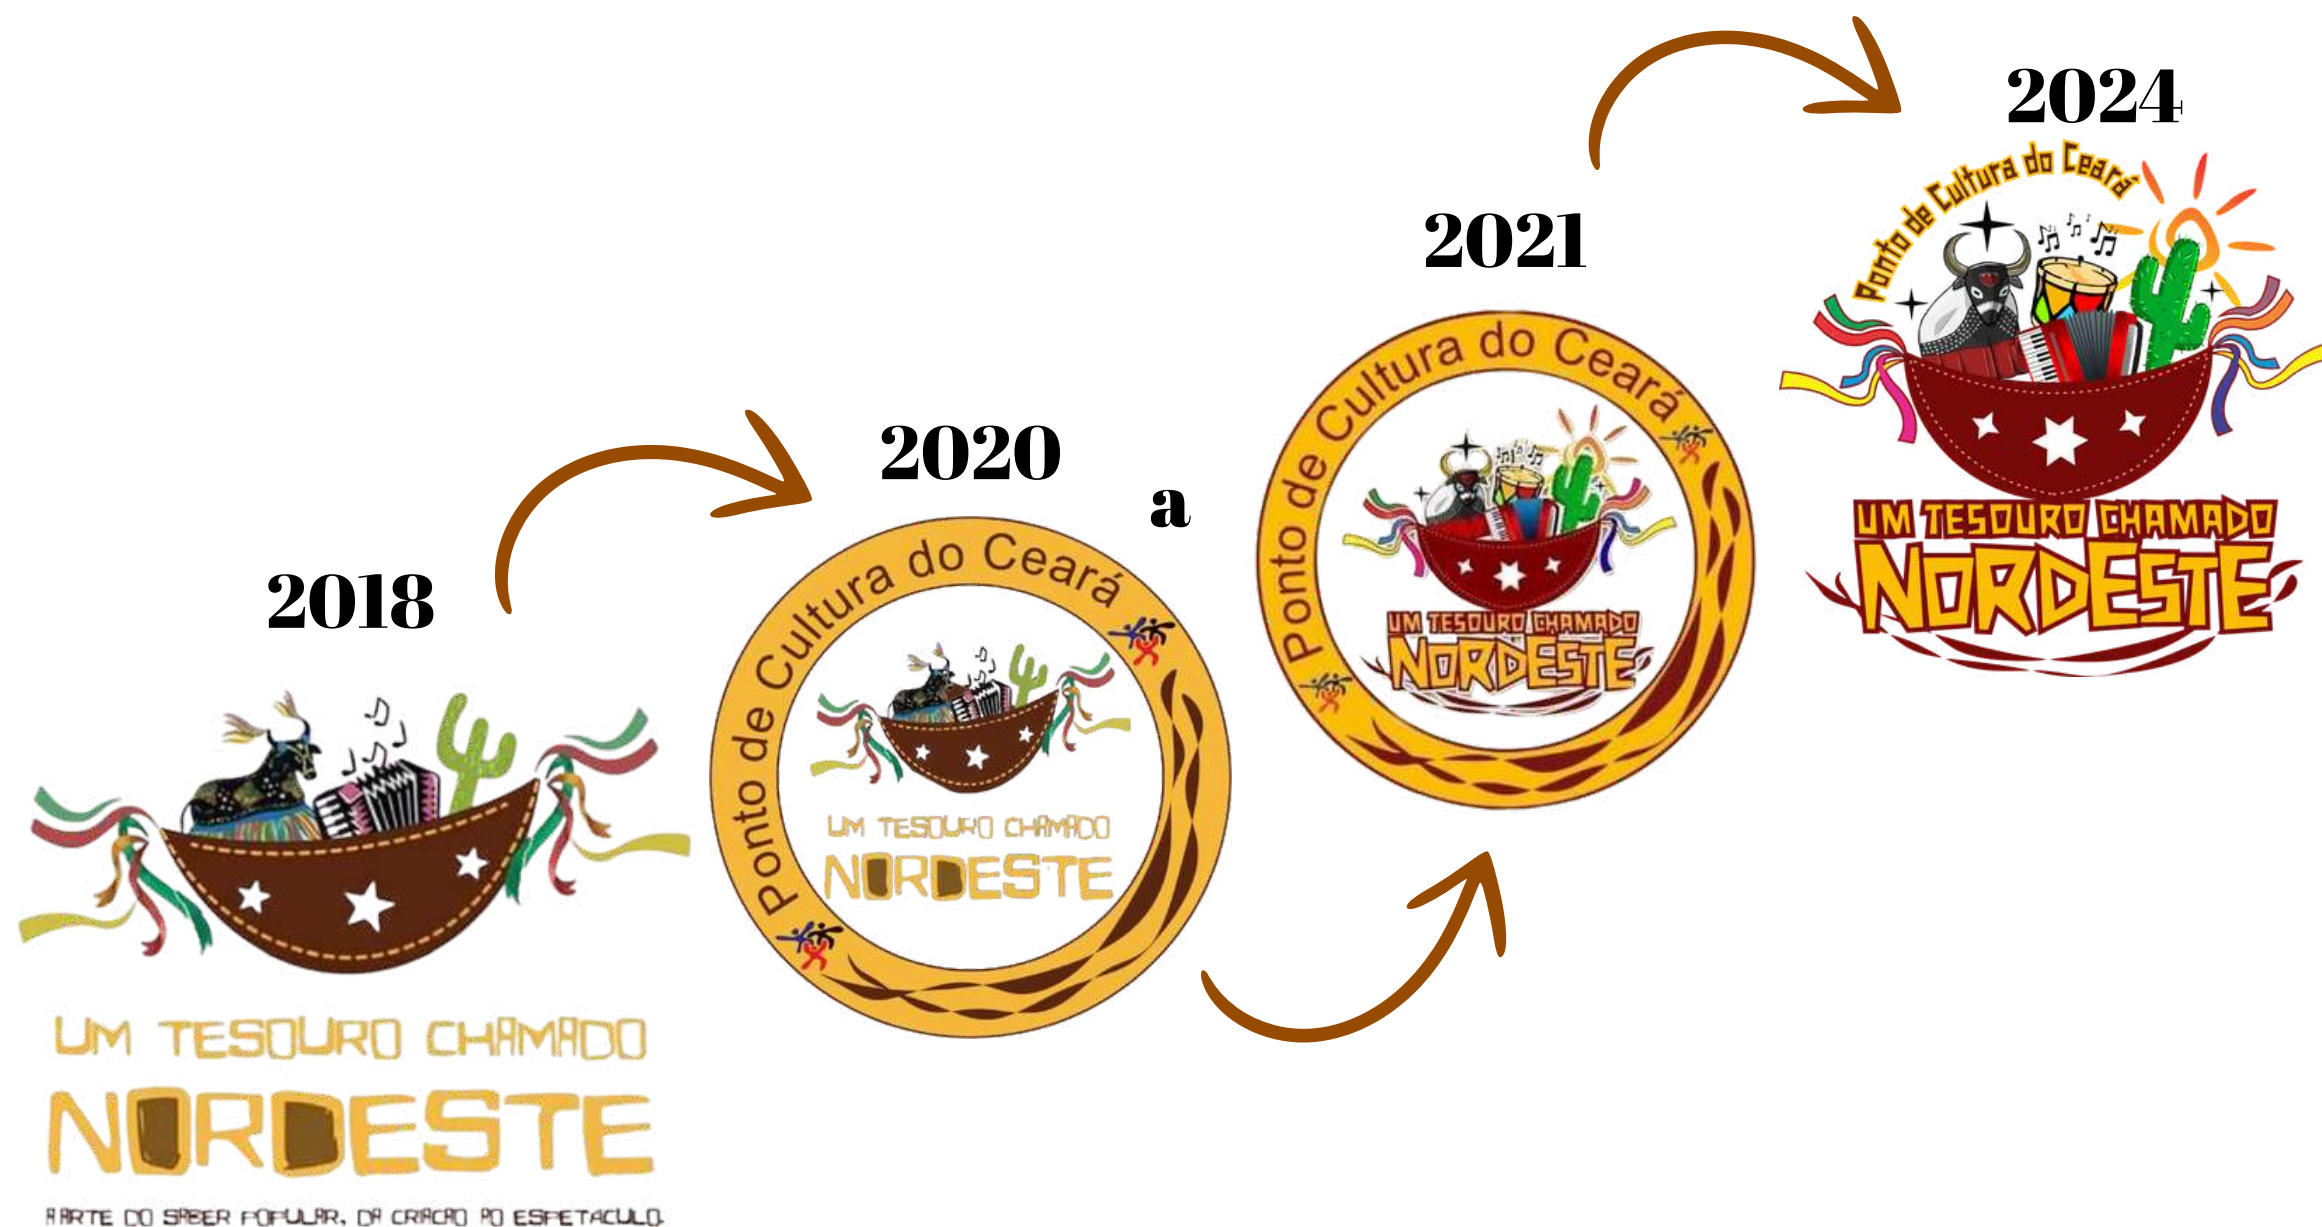 2018
UM TESOURO CHAMADO
NORDESTE
A ARTE DO SABER POPULAR, DA CRIACAO AO ESPETACULO.
2020
a
Ponto de Cultura do Ceará
UM TESOURO CHAMADO
NORDESTE
2021
Ponto de Cultura do Ceará
UM TESOURO CHAMADO
NORDESTE
2024
Ponto de Cultura do Ceará
UM TESOURO CHAMADO
NORDESTE